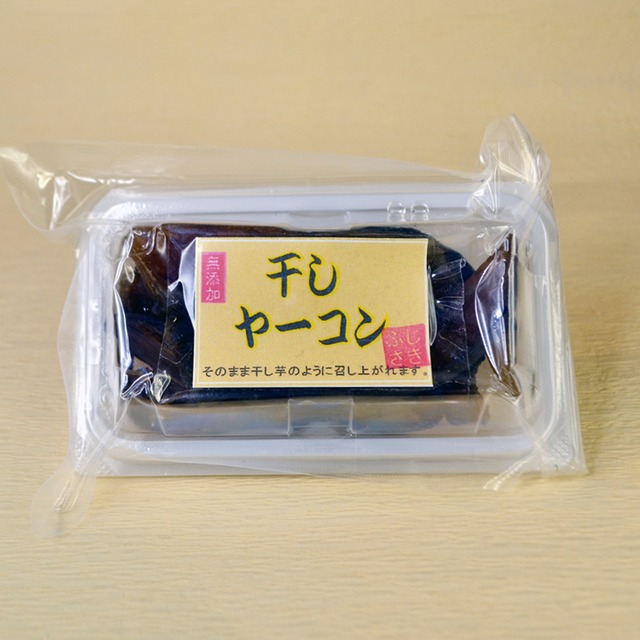 無添加
干し
ヤーコン
ふじさき
そのまま干し芋のように召し上がれます。